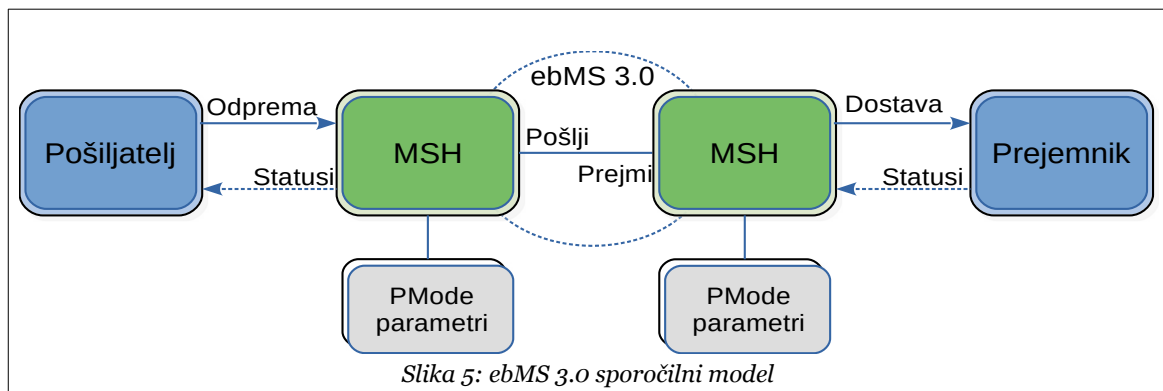 ebMS 3.0
Odprema
Dostava
Pošiljatelj
MSH
Pošlji
Prejmi
MSH
Prejemnik
Statusi
Statusi
PMode
parametri
PMode
parametri
Slika 5: ebMS 3.0 sporočilni model